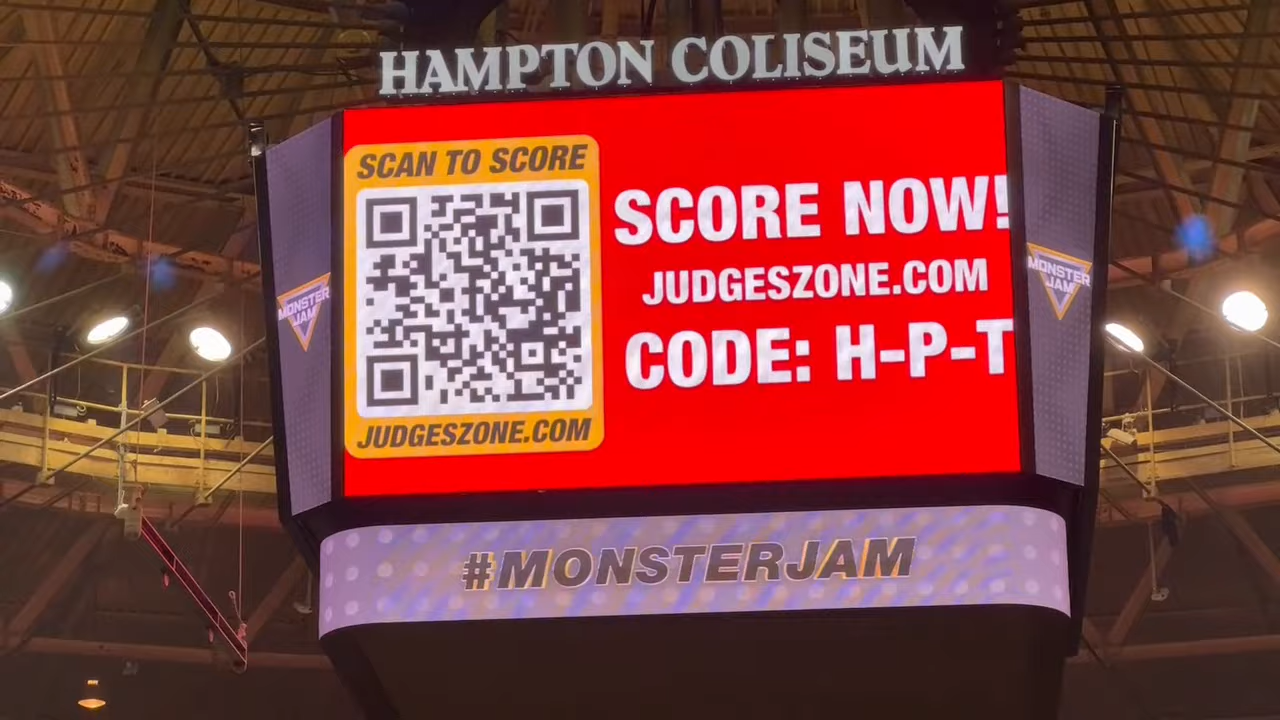 HAMPTON COLISEUM
SCAN TO SCORE
JUDGESZONE.COM
SCORE NOW!
JUDGESZONE.COM
CODE: H-P-T
MONSTER
JAM
MONSTER
JAM
#MONSTERJAM